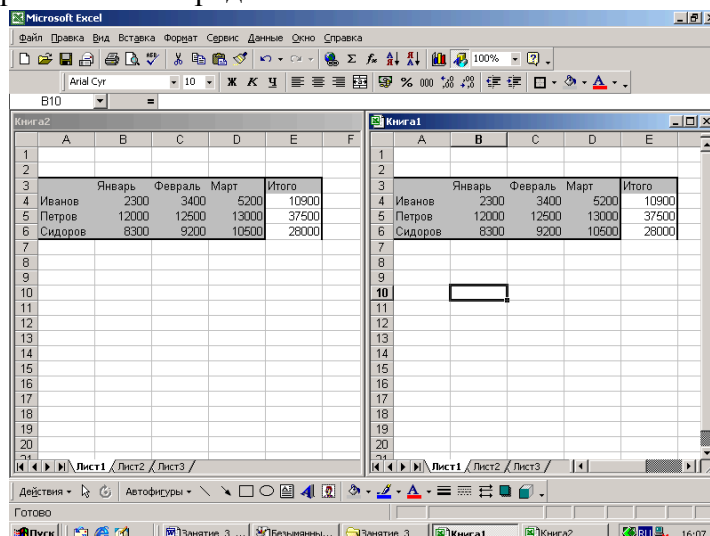 Microsoft Excel
Файл Правка Вид Вставка Формат Сервис Данные Окно Справка
100%
Arial Cyr 10 Ж К Ч % 000
B10 =
Книга2
A B C D E F
1
2
3 Январь Февраль Март Итого
4 Иванов 2300 3400 5200 10900
5 Петров 12000 12500 13000 37500
6 Сидоров 8300 9200 10500 28000
7
8
9
10
11
12
13
14
15
16
17
18
19
20
21
Лист1 Лист2 Лист3
Книга1
A B C D E
1
2
3 Январь Февраль Март Итого
4 Иванов 2300 3400 5200 10900
5 Петров 12000 12500 13000 37500
6 Сидоров 8300 9200 10500 28000
7
8
9
10
11
12
13
14
15
16
17
18
19
20
21
Лист1 Лист2 Лист3
Действия Автофигуры
Готово
Пуск Занятие_3 ... Безымянны... Занятие 3 Книга1 Книга2 RU 16:07